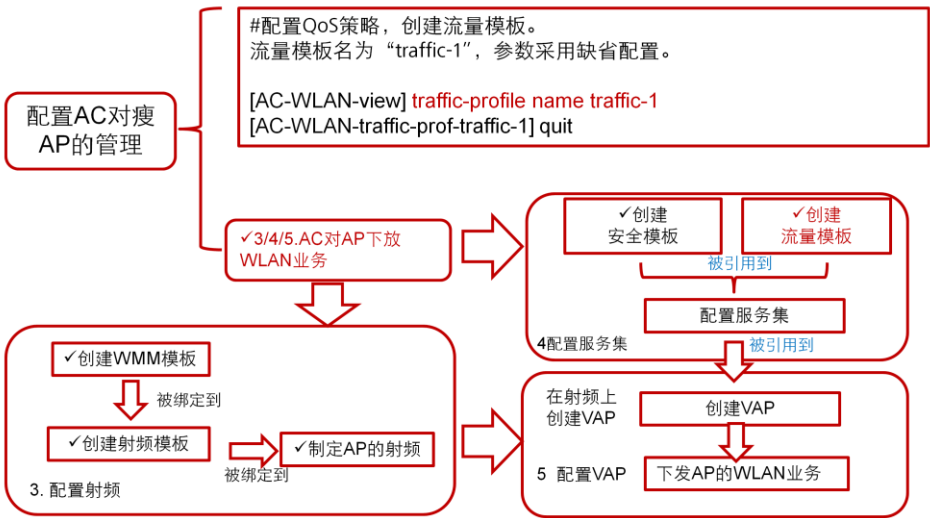 #配置QoS策略，创建流量模板。
流量模板名为“traffic-1”，参数采用缺省配置。
[AC-WLAN-view] traffic-profile name traffic-1
[AC-WLAN-traffic-prof-traffic-1] quit
配置AC对瘦
AP的管理
✓3/4/5.AC对AP下放
WLAN业务
✓创建
安全模板
✓创建
流量模板
被引用到
配置服务集
4配置服务集
被引用到
✓创建WMM模板
被绑定到
✓创建射频模板
被绑定到
✓制定AP的射频
3. 配置射频
在射频上
创建VAP
创建VAP
5 配置VAP
下发AP的WLAN业务